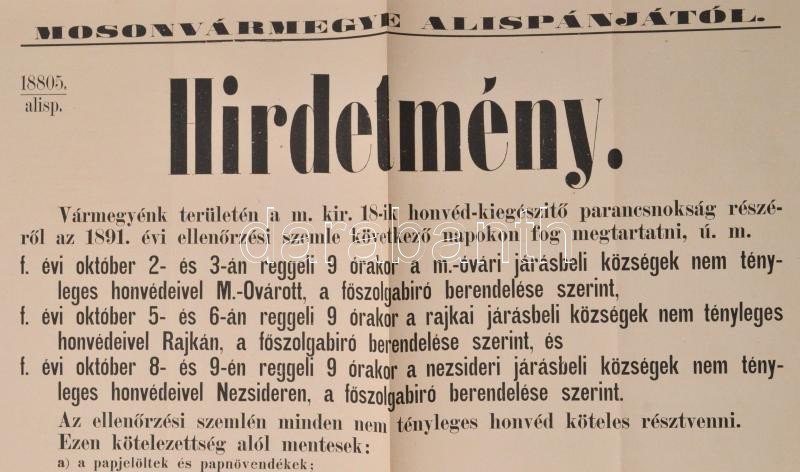 MOSONVÁRMEGYE ALISPÁNJÁTÓL.
18805.
alisp.
Hirdetmény.
Vármegyénk területén a m. kir. 18-ik honvéd-kiegészitő parancsnokság részé-
ről az 1891. évi ellenőrzési szemle következő napokon fog megtartatni, ú. m.
f. évi október 2- és 3-án reggeli 9 órakor a m.-óvári járásbeli községek nem tény-
leges honvédeivel M.-Ovárott, a főszolgabiró berendelése szerint,
f. évi október 5- és 6-án reggeli 9 órakor a rajkai járásbeli községek nem tényleges
honvédeivel Rajkán, a főszolgabiró berendelése szerint, és
f. évi október 8- és 9-én reggeli 9 órakor a nezsideri járásbeli községek nem tény-
leges honvédeivel Nezsideren, a főszolgabiró berendelése szerint.
Az ellenőrzési szemlén minden nem tényleges honvéd köteles résztvenni.
Ezen kötelezettség alól mentesek:
a) a papjelöltek és papnövendékek;
darabanth